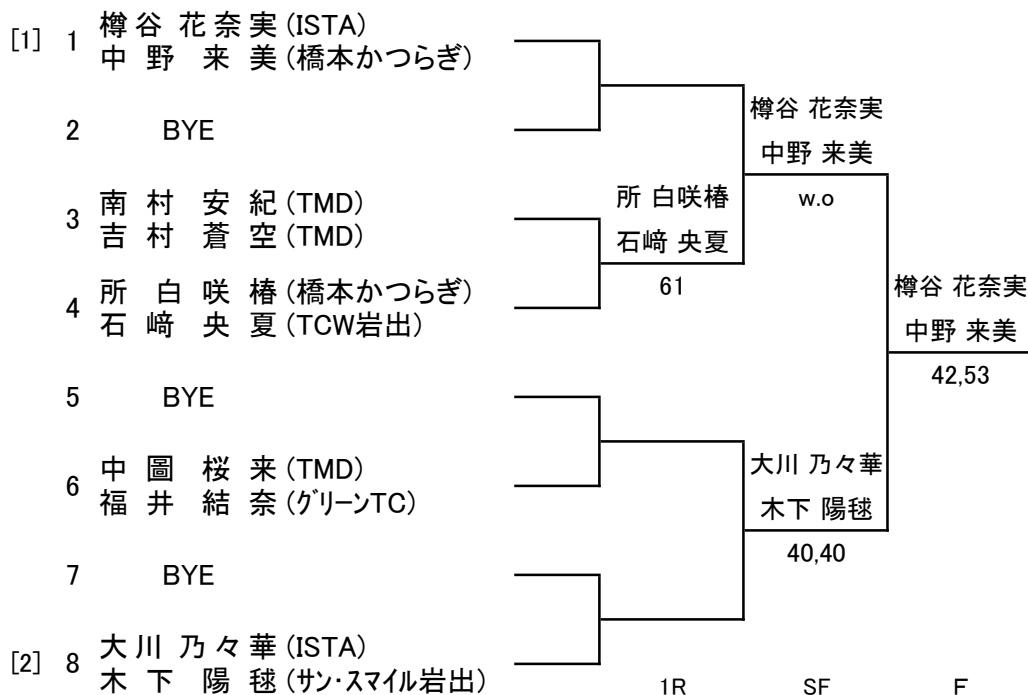 [1] 1 樽谷 花奈実 (ISTA)
中野 来美 (橋本かつらぎ)
2 BYE
樽谷 花奈実
中野 来美
w.o
3 南村 安紀 (TMD)
吉村 蒼空 (TMD)
所 白咲椿
石﨑 央夏
61
4 所 白咲椿 (橋本かつらぎ)
石﨑 央夏 (TCW岩出)
樽谷 花奈実
中野 来美
42,53
5 BYE
6 中圖 桜来 (TMD)
福井 結奈 (グリーンTC)
大川 乃々華
木下 陽毬
40,40
7 BYE
[2] 8 大川 乃々華 (ISTA)
木下 陽毬 (サン・スマイル岩出)
1R SF F